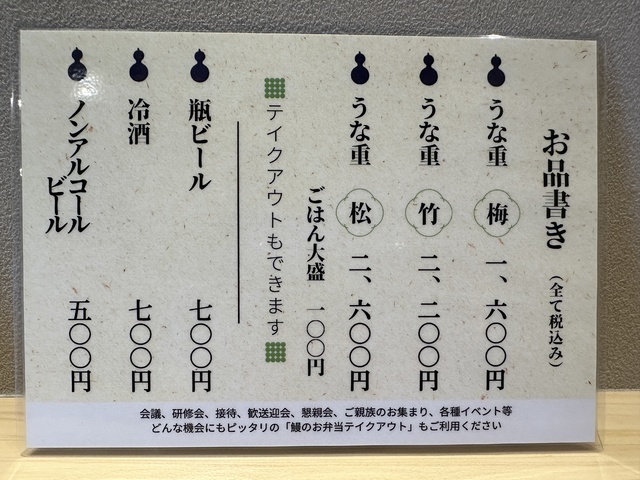 お品書き（全て税込み）
うな重 梅 一、六〇〇円
うな重 竹 二、二〇〇円
うな重 松 二、六〇〇円
ごはん大盛 一〇〇円
テイクアウトもできます
瓶ビール 七〇〇円
冷酒 七〇〇円
ノンアルコール
ビール 五〇〇円
会議、研修会、接待、歓送迎会、懇親会、ご親族のお集まり、各種イベント等
どんな機会にもピッタリの「鰻のお弁当テイクアウト」もご利用ください